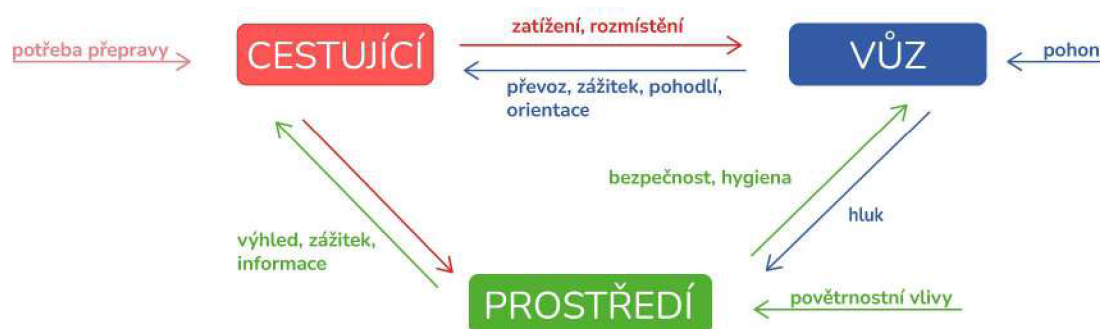 potřeba přepravy
CESTUJÍCÍ
zatížení, rozmístění
VŮZ
pohon
převoz, zážitek, pohodlí,
orientace
bezpečnost, hygiena
hluk
výhled, zážitek,
informace
PROSTŘEDÍ
povětrnostní vlivy